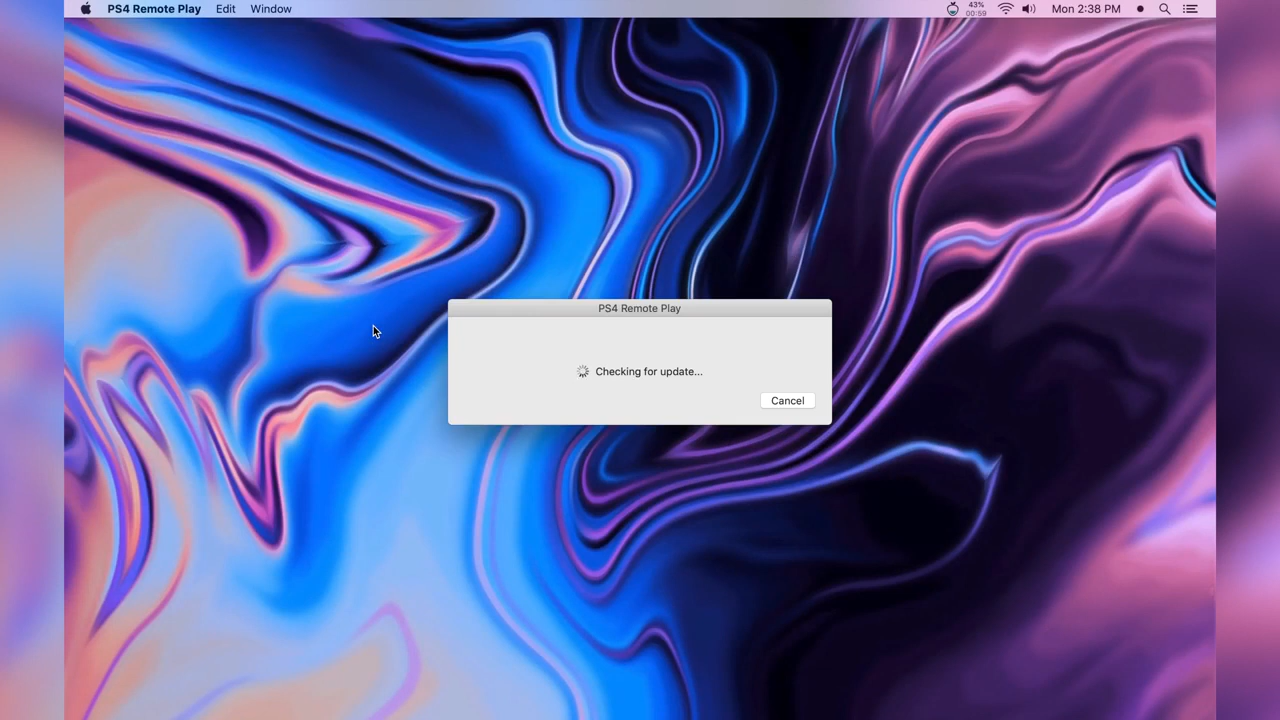 PS4 Remote Play Edit Window 43% 00:59 Mon 2:38 PM
PS4 Remote Play
Checking for update...
Cancel